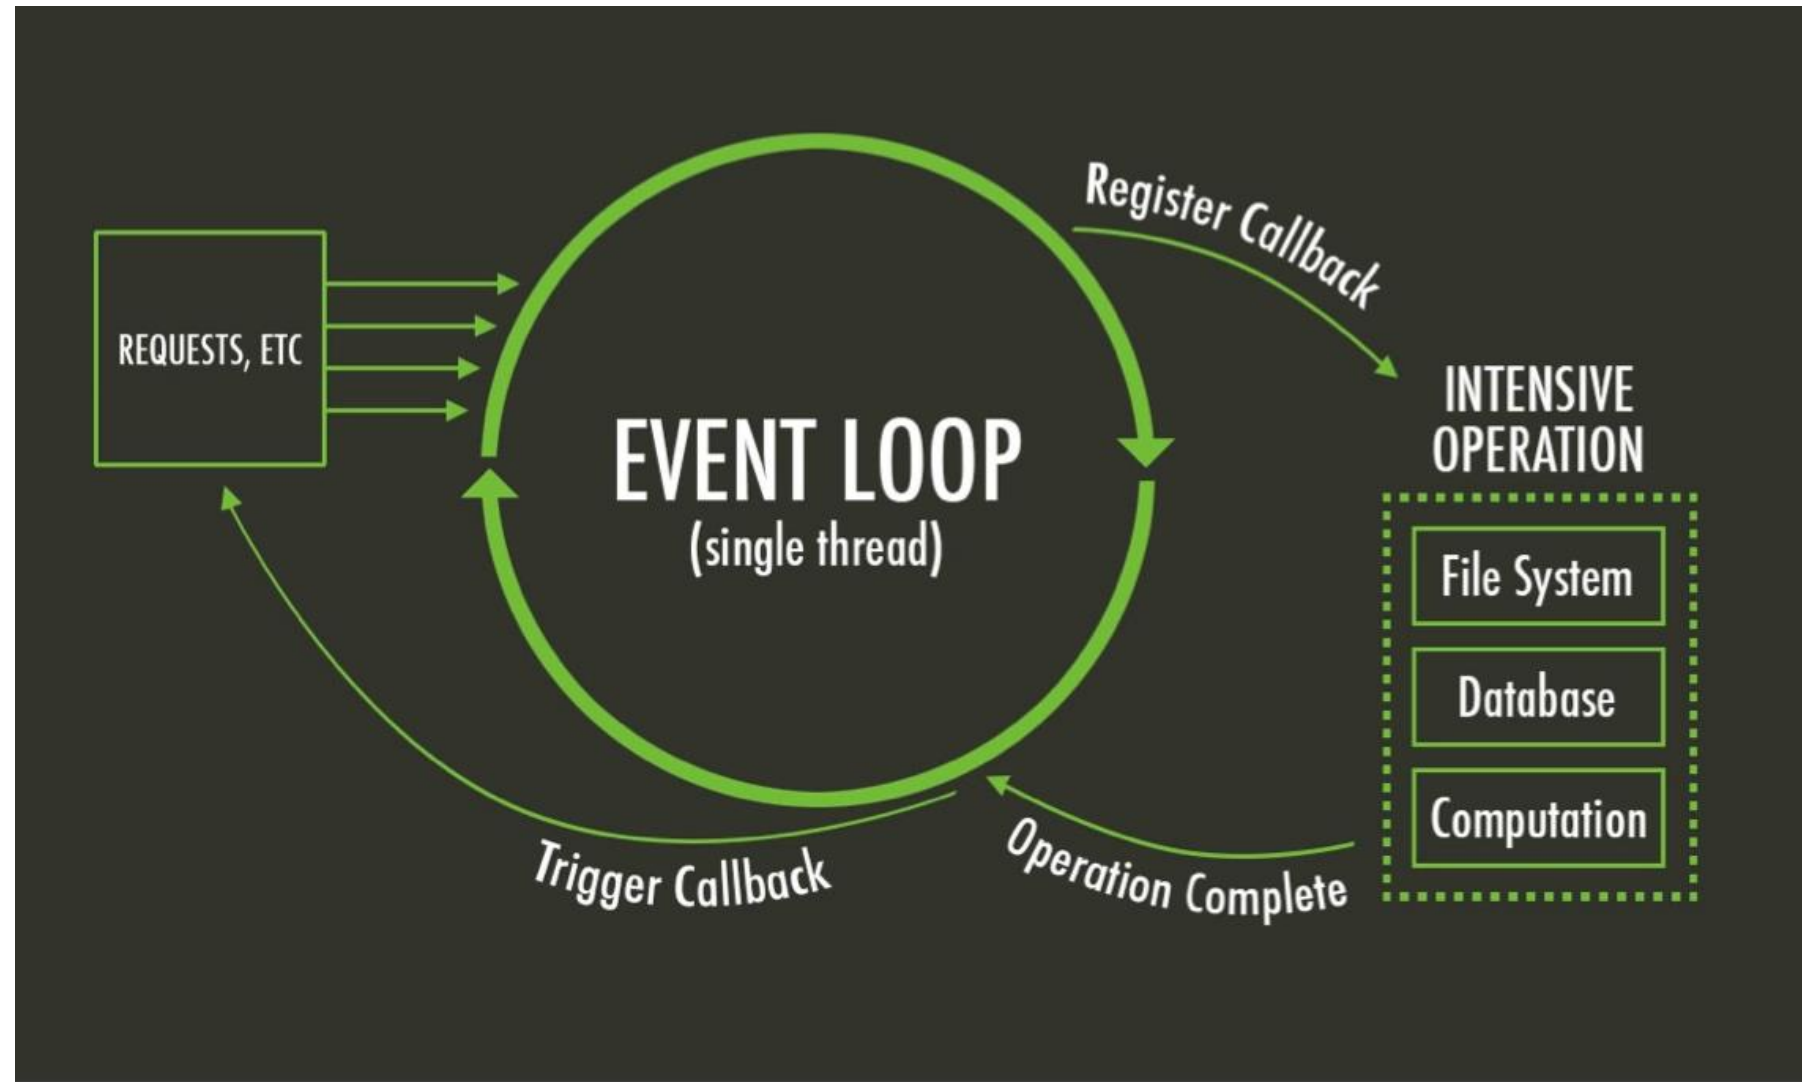 REQUESTS, ETC
EVENT LOOP
(single thread)
Register Callback
INTENSIVE
OPERATION
File System
Database
Computation
Operation Complete
Trigger Callback